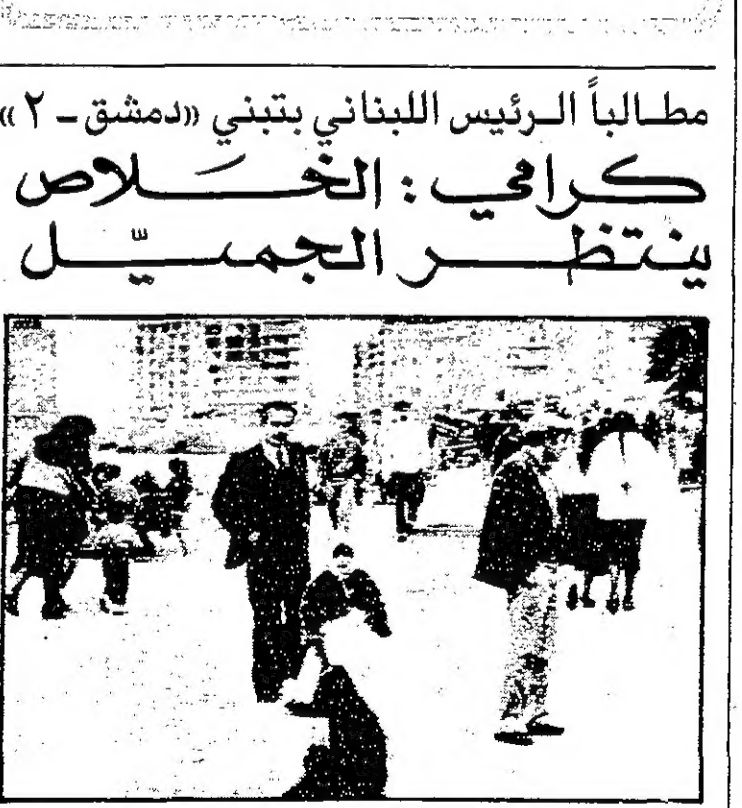 مطالباً الرئيس اللبناني بتبني «دمشق - ٢»
كرامي : الخلاص
ينتظر الجميّل